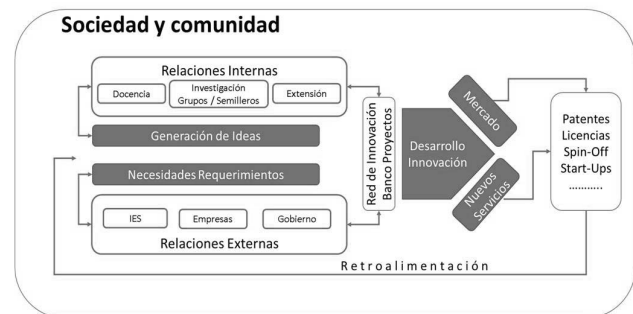 Sociedad y comunidad
Relaciones Internas
Docencia
Investigación
Grupos / Semilleros
Extensión
Generación de Ideas
Necesidades Requerimientos
IES
Empresas
Gobierno
Relaciones Externas
Red de Innovación
Banco Proyectos
Desarrollo
Innovación
Mercado
Nuevos
Servicios
Patentes
Licencias
Spin-Off
Start-Ups
...........
Retroalimentación